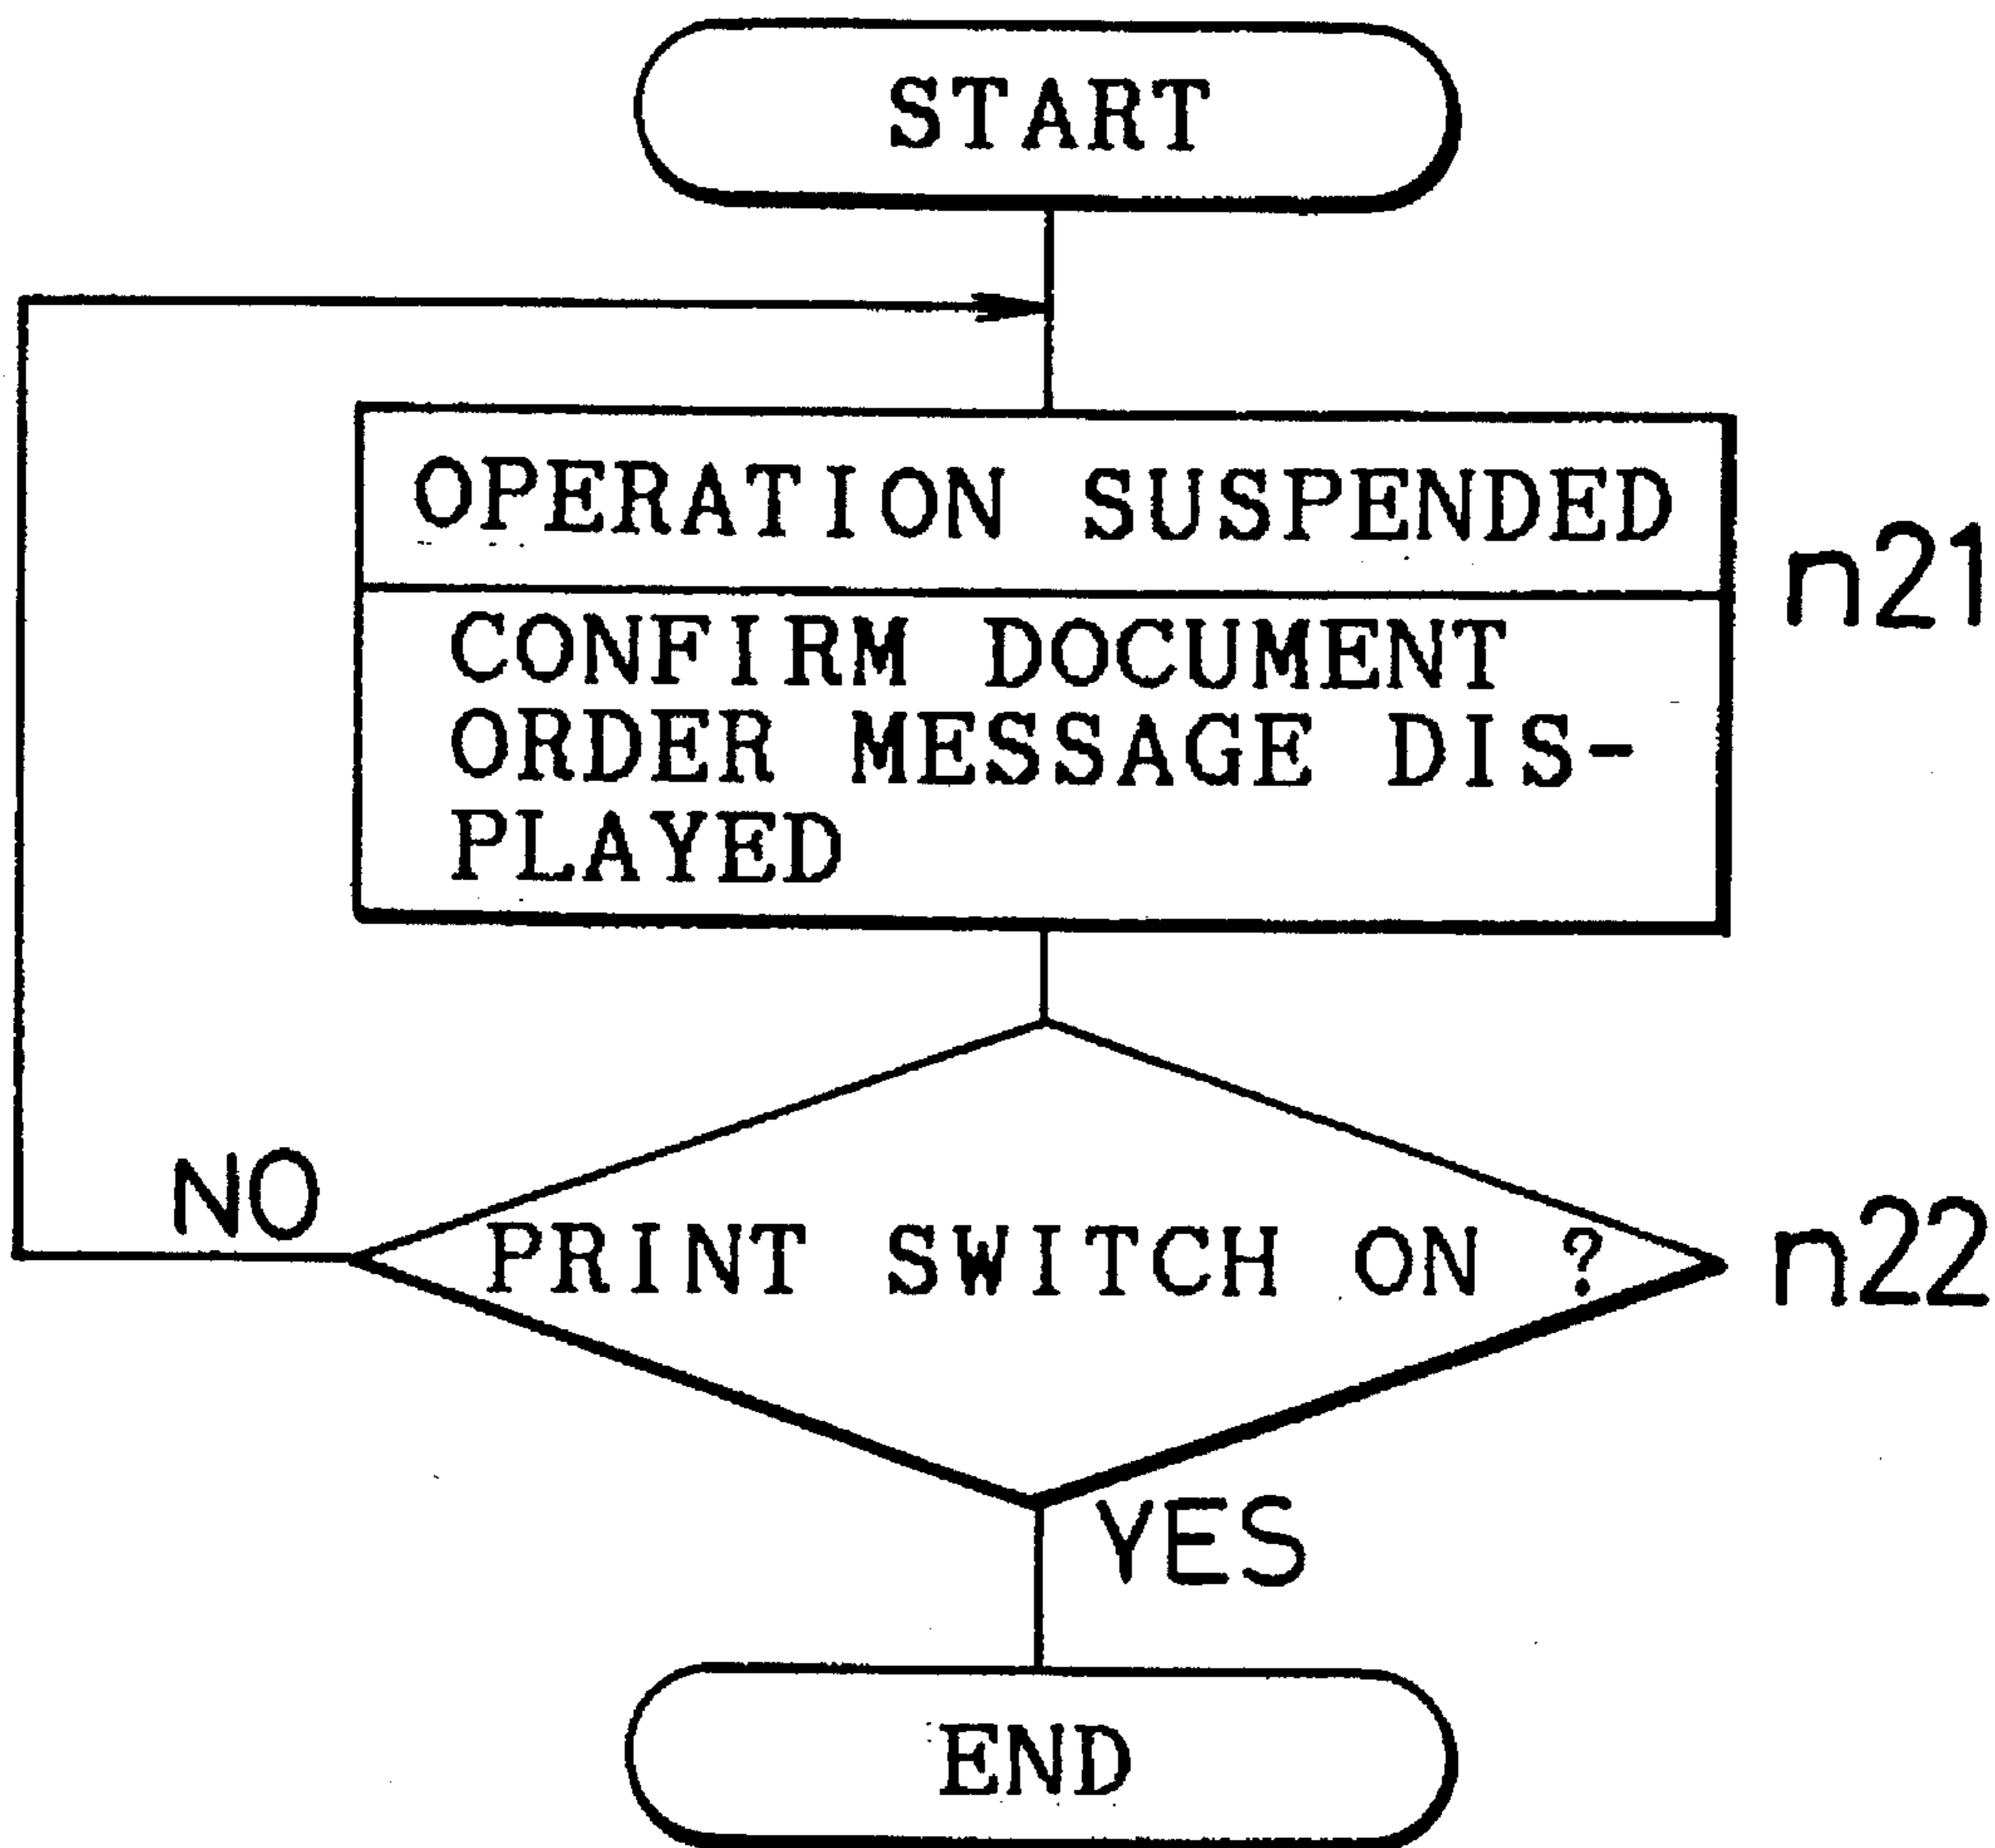 START
OPERATION SUSPENDED
n21
CONFIRM DOCUMENT
ORDER MESSAGE DIS-
PLAYED
NO
PRINT SWITCH ON ?
n22
YES
END